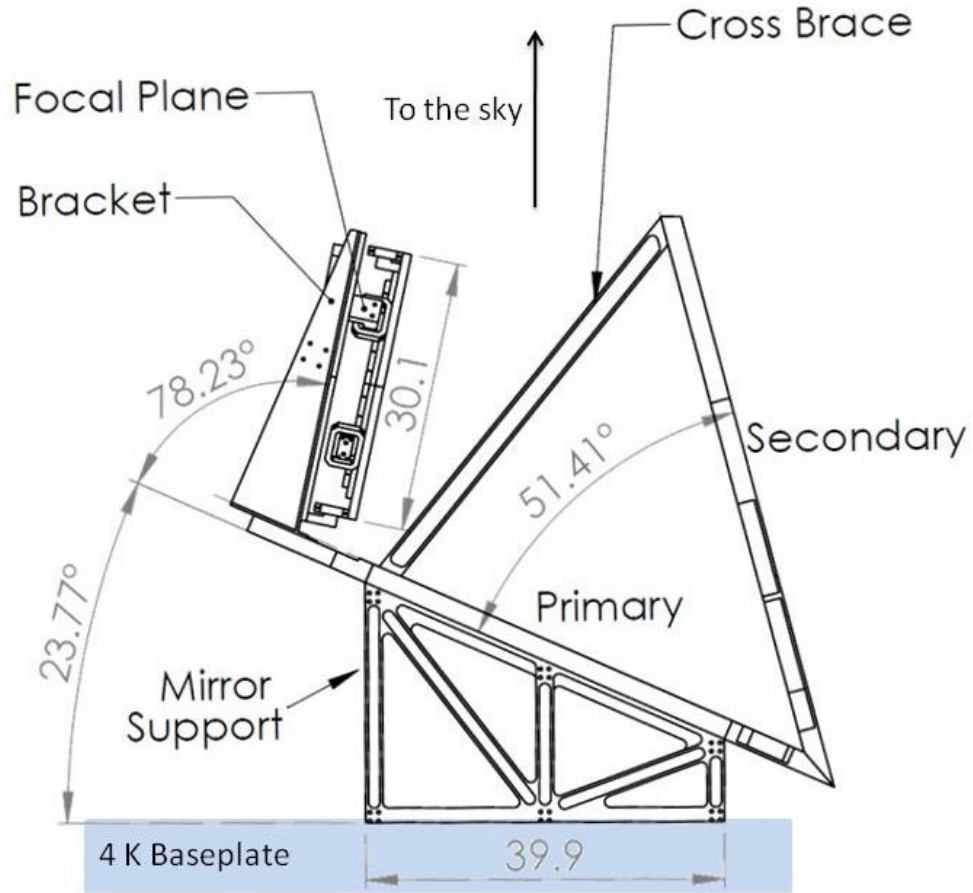 Cross Brace
Focal Plane
To the sky
Bracket
78.23°
30.1
51.41°
Secondary
23.77°
Primary
Mirror
Support
4 K Baseplate
39.9